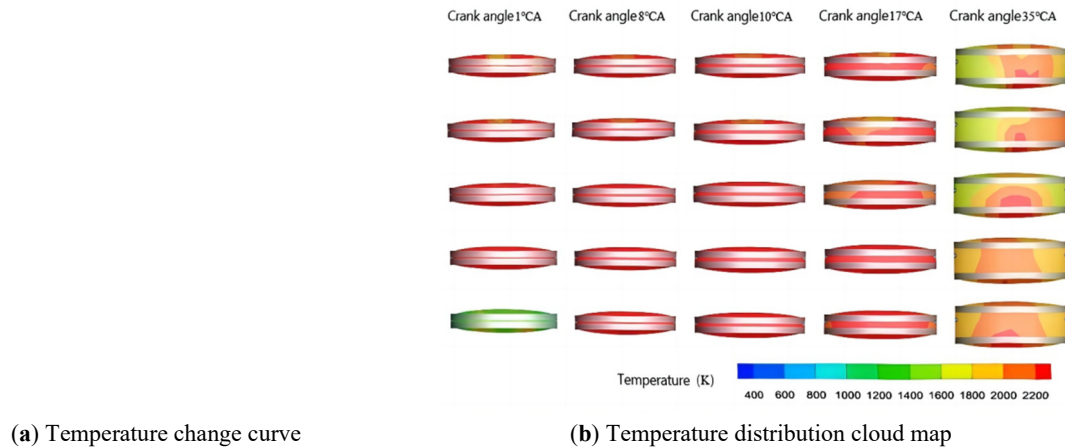 Crank angle1°CA Crank angle8°CA Crank angle10°CA Crank angle17°CA Crank angle35°CA
Temperature (K)
400 600 800 1000 1200 1400 1600 1800 2000 2200
(a) Temperature change curve (b) Temperature distribution cloud map